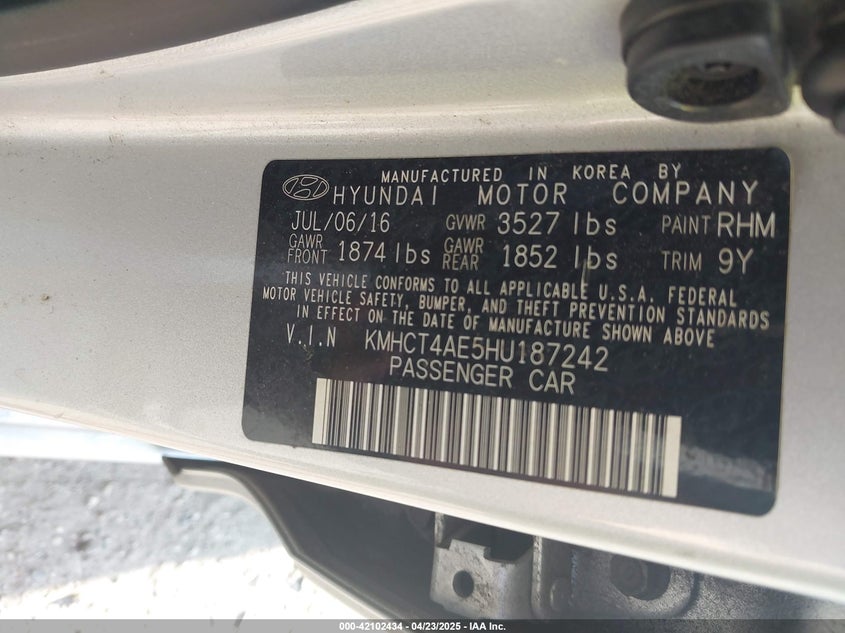 MANUFACTURED IN KOREA BY
HYUNDAI MOTOR COMPANY
JUL/06/16 GVWR 3527 lbs PAINT RHM
GAWR FRONT 1874 lbs GAWR REAR 1852 lbs TRIM 9Y
THIS VEHICLE CONFORMS TO ALL APPLICABLE U.S.A. FEDERAL
MOTOR VEHICLE SAFETY, BUMPER, AND THEFT PREVENTION STANDARDS
IN EFFECT ON THE DATE OF MANUFACTURE SHOWN ABOVE
V.I.N KMHCT4AE5HU187242
PASSENGER CAR
000-42102434 - 04/23/2025 - IAA Inc.